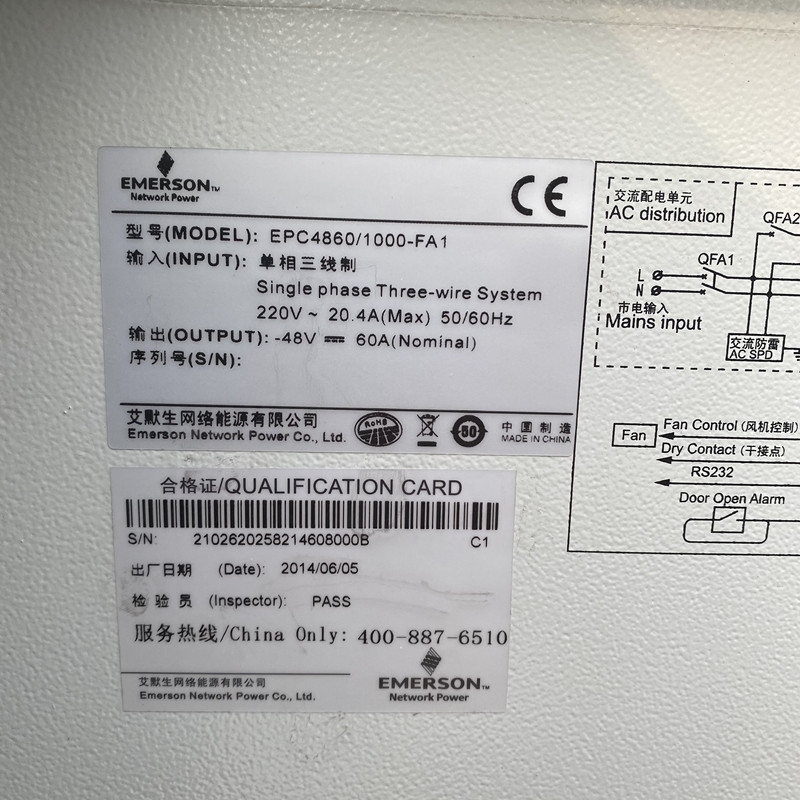 EMERSON™
Network Power
CE
型号(MODEL): EPC4860/1000-FA1
输入(INPUT): 单相三线制
Single phase Three-wire System
220V ~ 20.4A(Max) 50/60Hz
输出(OUTPUT): -48V ⎓ 60A(Nominal)
序列号(S/N):
艾默生网络能源有限公司
Emerson Network Power Co., Ltd.
RoHS
50
中国制造
MADE IN CHINA
合格证/QUALIFICATION CARD
S/N: 2102620258214608000B C1
出厂日期 (Date): 2014/06/05
检验员 (Inspector): PASS
服务热线/China Only: 400-887-6510
艾默生网络能源有限公司
Emerson Network Power Co., Ltd.
EMERSON™
Network Power
交流配电单元
AC distribution
QFA2
QFA1
L
N
市电输入
Mains input
交流防雷
AC SPD
Fan
Fan Control (风机控制)
Dry Contact (干接点)
RS232
Door Open Alarm